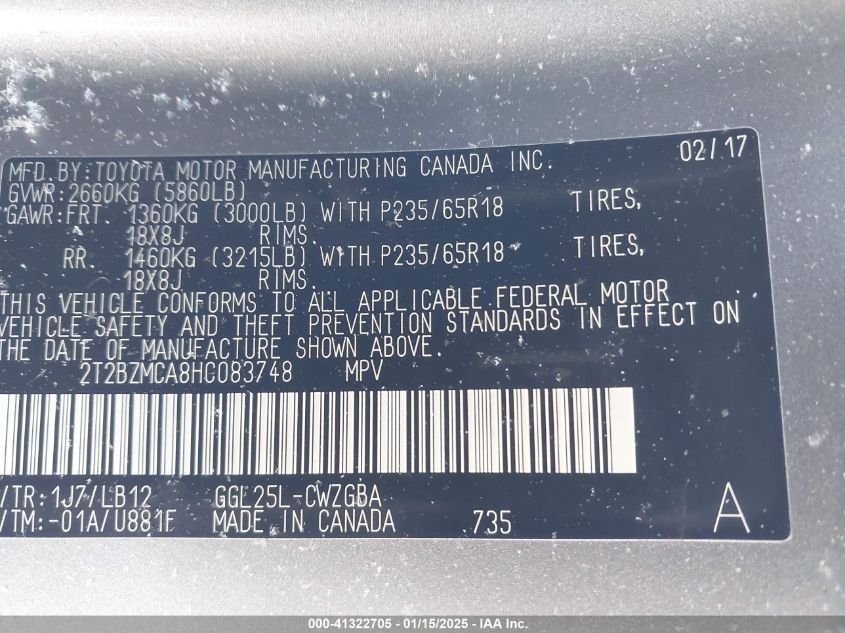 MFD. BY: TOYOTA MOTOR MANUFACTURING CANADA INC. 02/17
GVWR: 2660KG (5860LB)
GAWR: FRT. 1360KG (3000LB) WITH P235/65R18 TIRES,
18X8J RIMS.
RR. 1460KG (3215LB) WITH P235/65R18 TIRES,
18X8J RIMS.
THIS VEHICLE CONFORMS TO ALL APPLICABLE FEDERAL MOTOR
VEHICLE SAFETY AND THEFT PREVENTION STANDARDS IN EFFECT ON
THE DATE OF MANUFACTURE SHOWN ABOVE.
2T2BZMCA8HC083748 MPV
/TR: 1J7/LB12 GGL25L-CWZGBA
/TM:-01A/U881F MADE IN CANADA 735 A
000-41322705 - 01/15/2025 - IAA Inc.